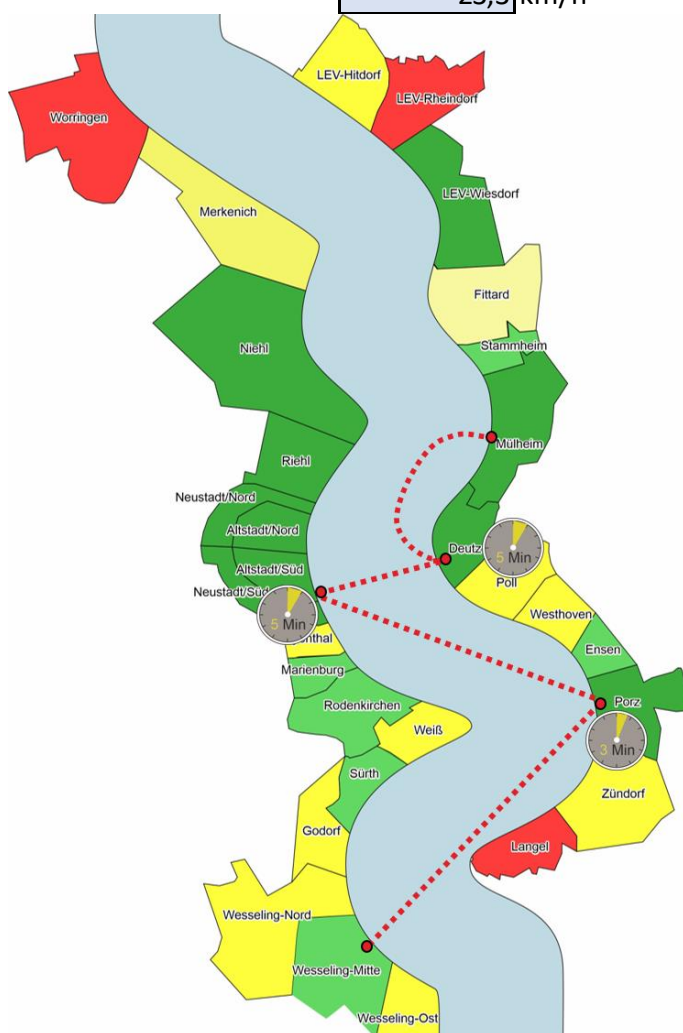 km/h
LEV-Hitdorf
LEV-Rheindorf
Worringen
LEV-Wiesdorf
Merkenich
Fittard
Stammheim
Niehl
Mülheim
Riehl
Neustadt/Nord
Altstadt/Nord
Deutz
5 Min
Altstadt/Süd
Poll
Neustadt/Süd
Westhoven
5 Min
Ensen
Marienburg
Rodenkirchen
Porz
Weiß
3 Min
Sürth
Zündorf
Godorf
Langel
Wesseling-Nord
Wesseling-Mitte
Wesseling-Ost